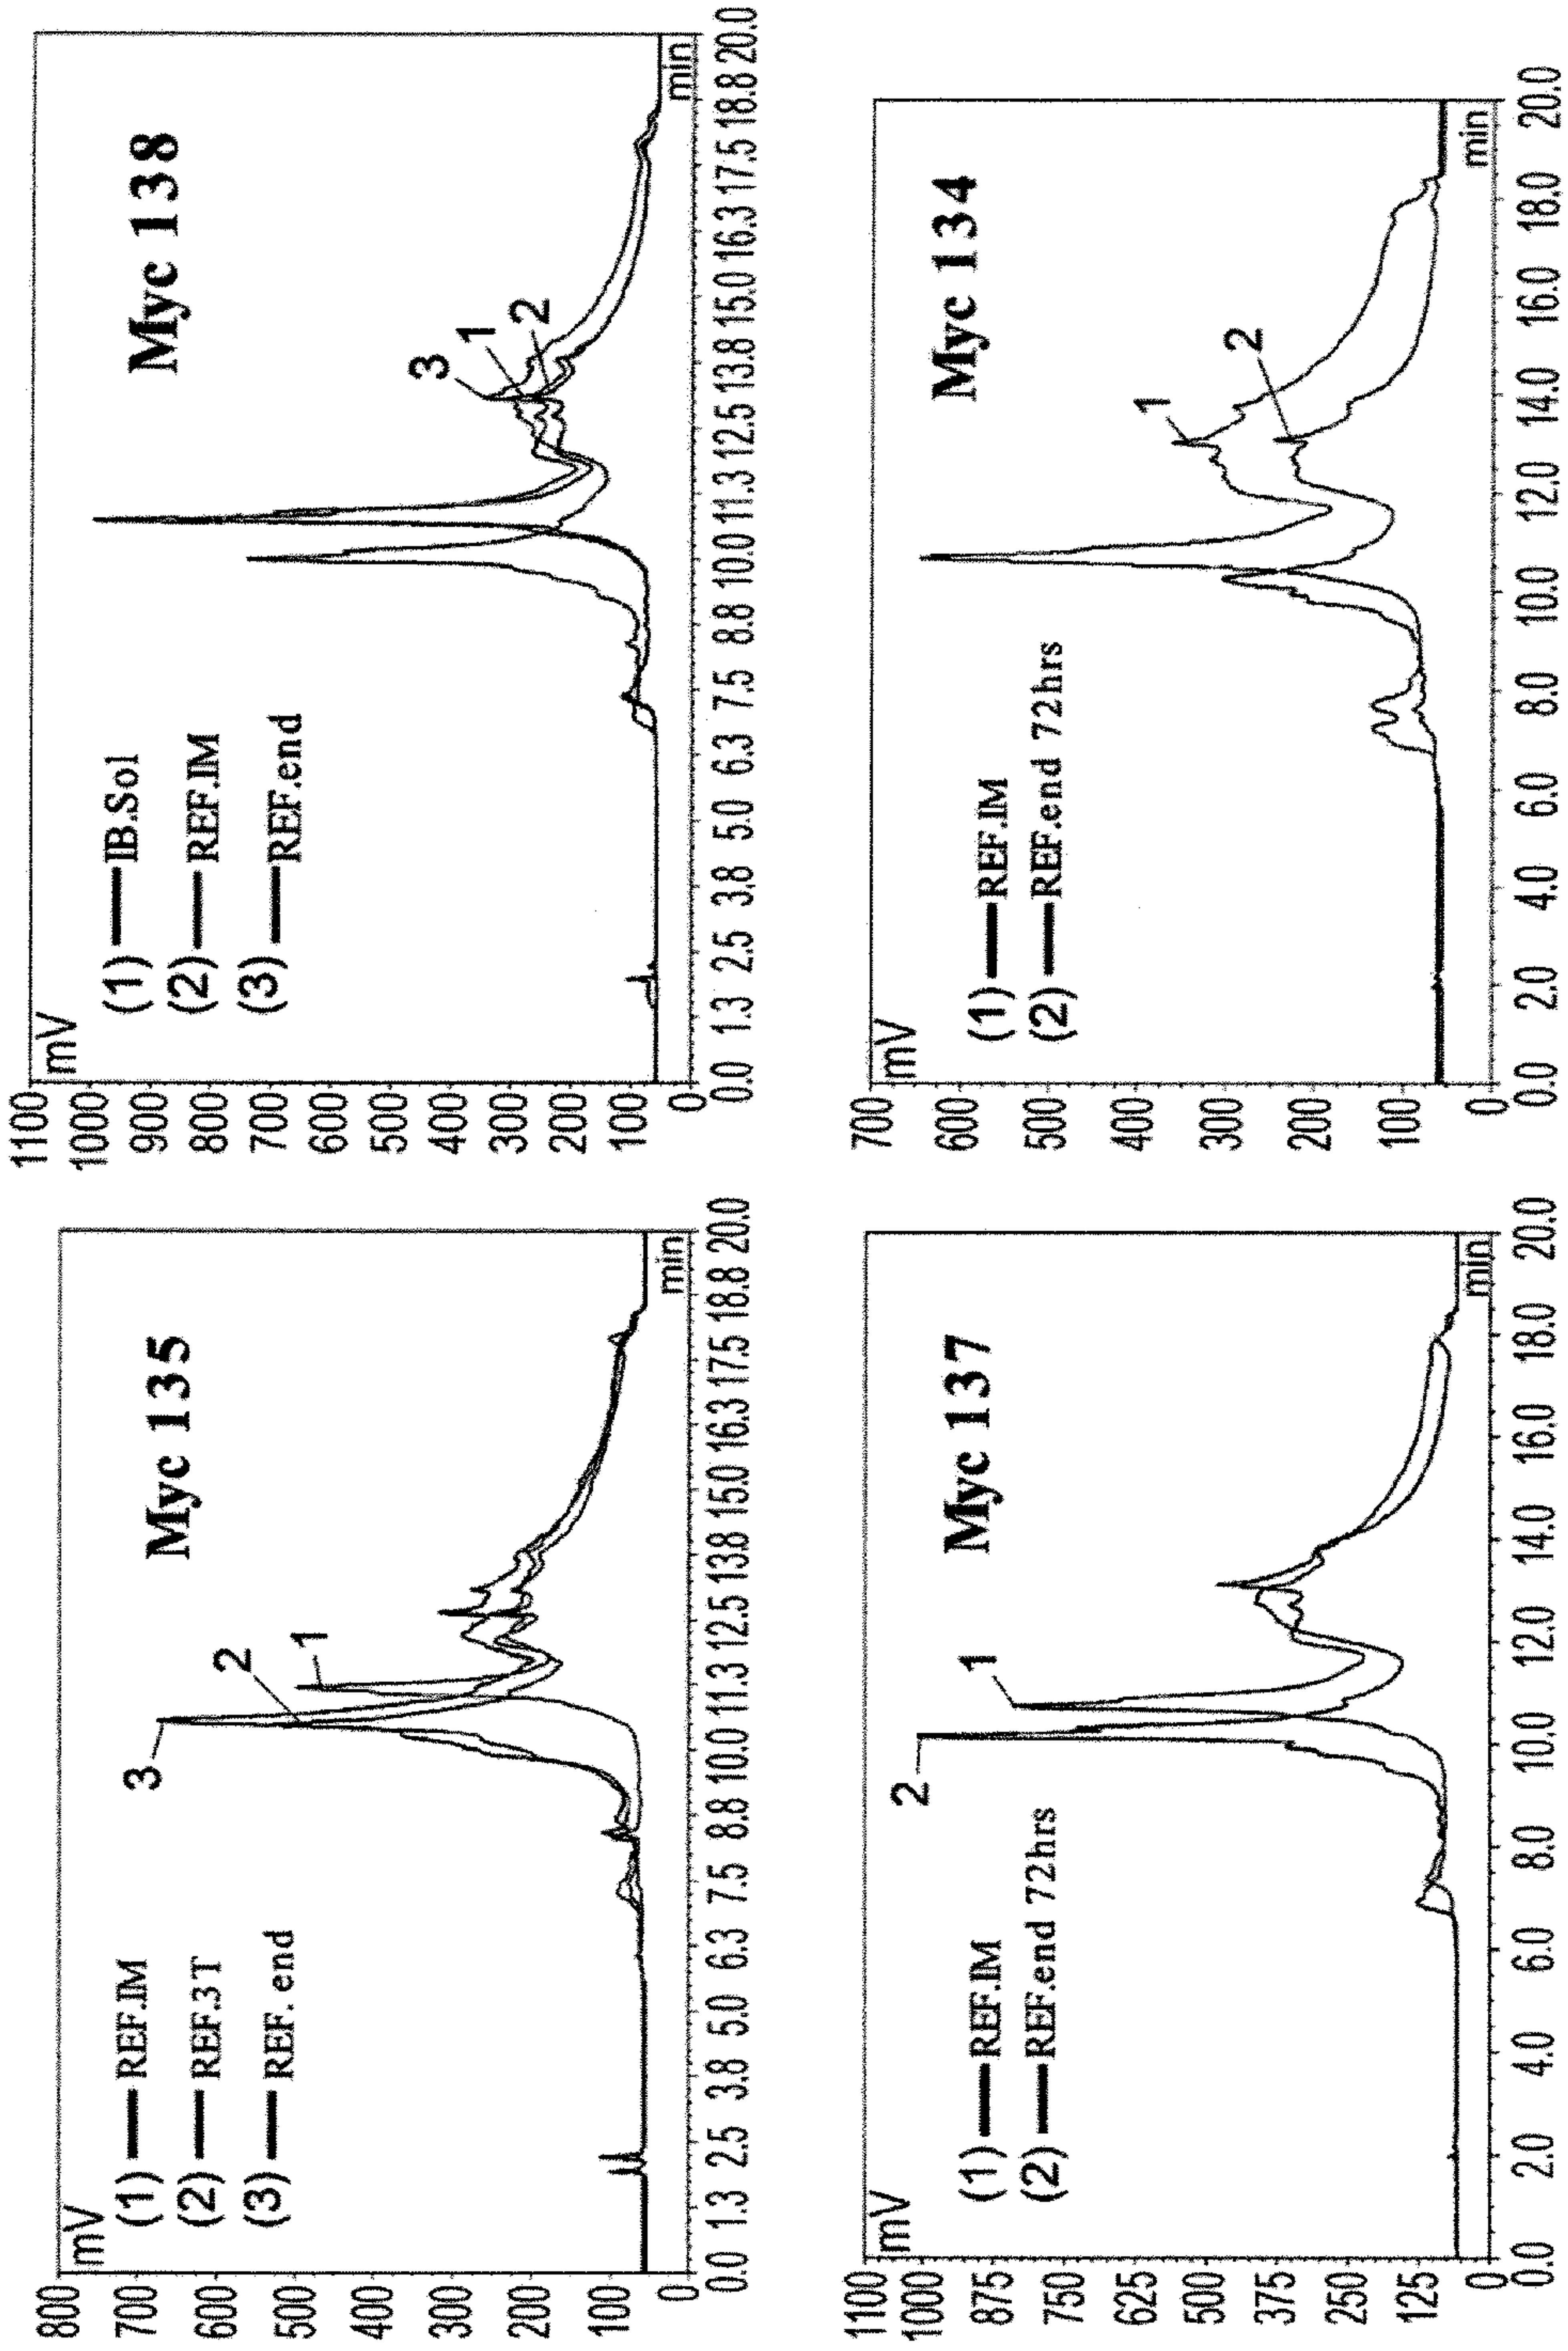 Myc 135
mV
(1) REF.IM
(2) REF.3T
(3) REF. end
800
700
600
500
400
300
200
100
0
3
2
1
min
0.0 1.3 2.5 3.8 5.0 6.3 7.5 8.8 10.0 11.3 12.5 13.8 15.0 16.3 17.5 18.8 20.0
Myc 138
mV
(1) IB.Sol
(2) REF.IM
(3) REF.end
1100
1000
900
800
700
600
500
400
300
200
100
0
3
1
2
min
0.0 1.3 2.5 3.8 5.0 6.3 7.5 8.8 10.0 11.3 12.5 13.8 15.0 16.3 17.5 18.8 20.0
Myc 137
mV
(1) REF.IM
(2) REF.end 72hrs
1100
1000
875
750
625
500
375
250
125
0
2
1
min
0.0 2.0 4.0 6.0 8.0 10.0 12.0 14.0 16.0 18.0 20.0
Myc 134
mV
(1) REF.IM
(2) REF.end 72hrs
700
600
500
400
300
200
100
0
1
2
min
0.0 2.0 4.0 6.0 8.0 10.0 12.0 14.0 16.0 18.0 20.0